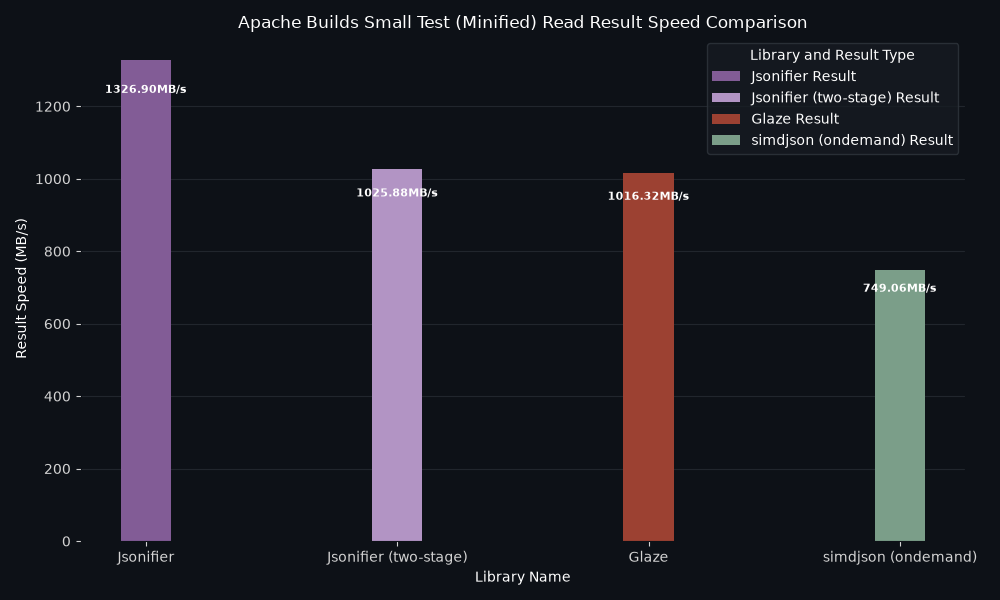 Apache Builds Small Test (Minified) Read Result Speed Comparison
Library and Result Type
Jsonifier Result
Jsonifier (two-stage) Result
Glaze Result
simdjson (ondemand) Result
1326.90MB/s
1025.88MB/s
1016.32MB/s
749.06MB/s
Result Speed (MB/s)
1200
1000
800
600
400
200
0
Jsonifier
Jsonifier (two-stage)
Glaze
simdjson (ondemand)
Library Name